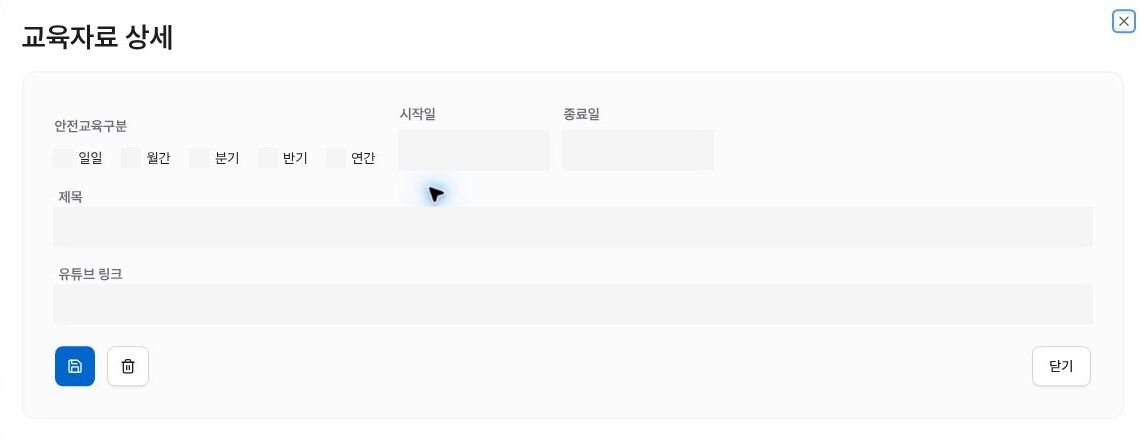 교육자료 상세
안전교육구분
시작일
종료일
일일
월간
분기
반기
연간
제목
유튜브 링크
닫기